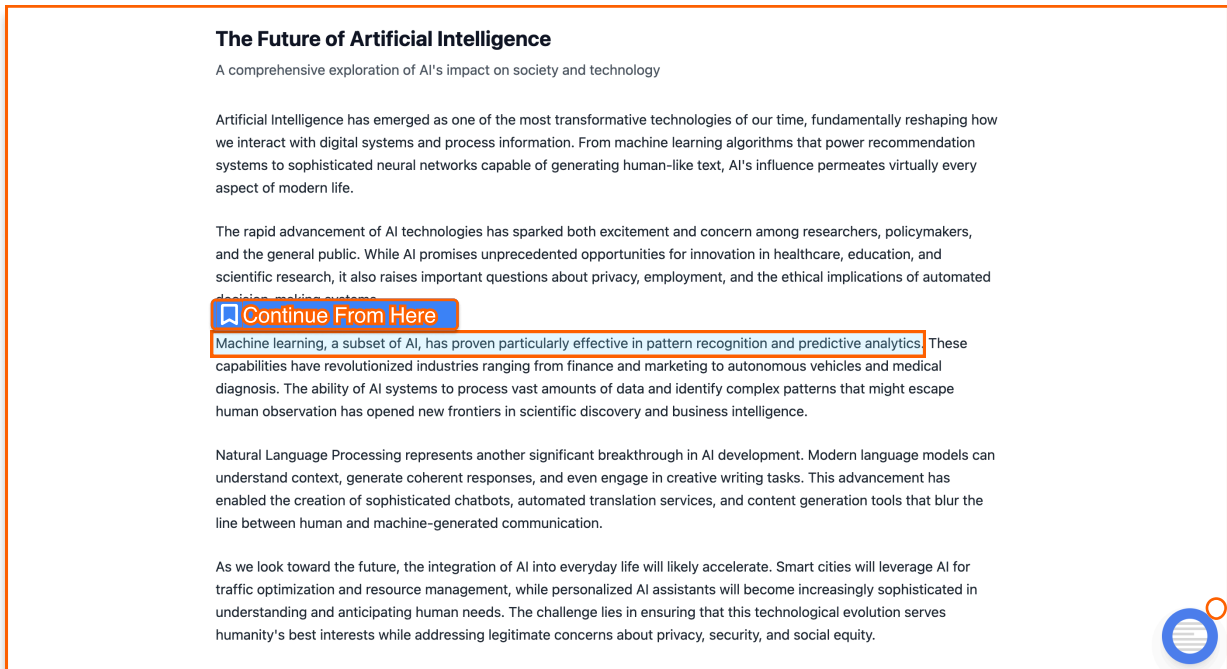 The Future of Artificial Intelligence
A comprehensive exploration of AI's impact on society and technology
Artificial Intelligence has emerged as one of the most transformative technologies of our time, fundamentally reshaping how
we interact with digital systems and process information. From machine learning algorithms that power recommendation
systems to sophisticated neural networks capable of generating human-like text, AI's influence permeates virtually every
aspect of modern life.
The rapid advancement of AI technologies has sparked both excitement and concern among researchers, policymakers,
and the general public. While AI promises unprecedented opportunities for innovation in healthcare, education, and
scientific research, it also raises important questions about privacy, employment, and the ethical implications of automated
decision-making systems.
Continue From Here
Machine learning, a subset of AI, has proven particularly effective in pattern recognition and predictive analytics. These
capabilities have revolutionized industries ranging from finance and marketing to autonomous vehicles and medical
diagnosis. The ability of AI systems to process vast amounts of data and identify complex patterns that might escape
human observation has opened new frontiers in scientific discovery and business intelligence.
Natural Language Processing represents another significant breakthrough in AI development. Modern language models can
understand context, generate coherent responses, and even engage in creative writing tasks. This advancement has
enabled the creation of sophisticated chatbots, automated translation services, and content generation tools that blur the
line between human and machine-generated communication.
As we look toward the future, the integration of AI into everyday life will likely accelerate. Smart cities will leverage AI for
traffic optimization and resource management, while personalized AI assistants will become increasingly sophisticated in
understanding and anticipating human needs. The challenge lies in ensuring that this technological evolution serves
humanity's best interests while addressing legitimate concerns about privacy, security, and social equity.